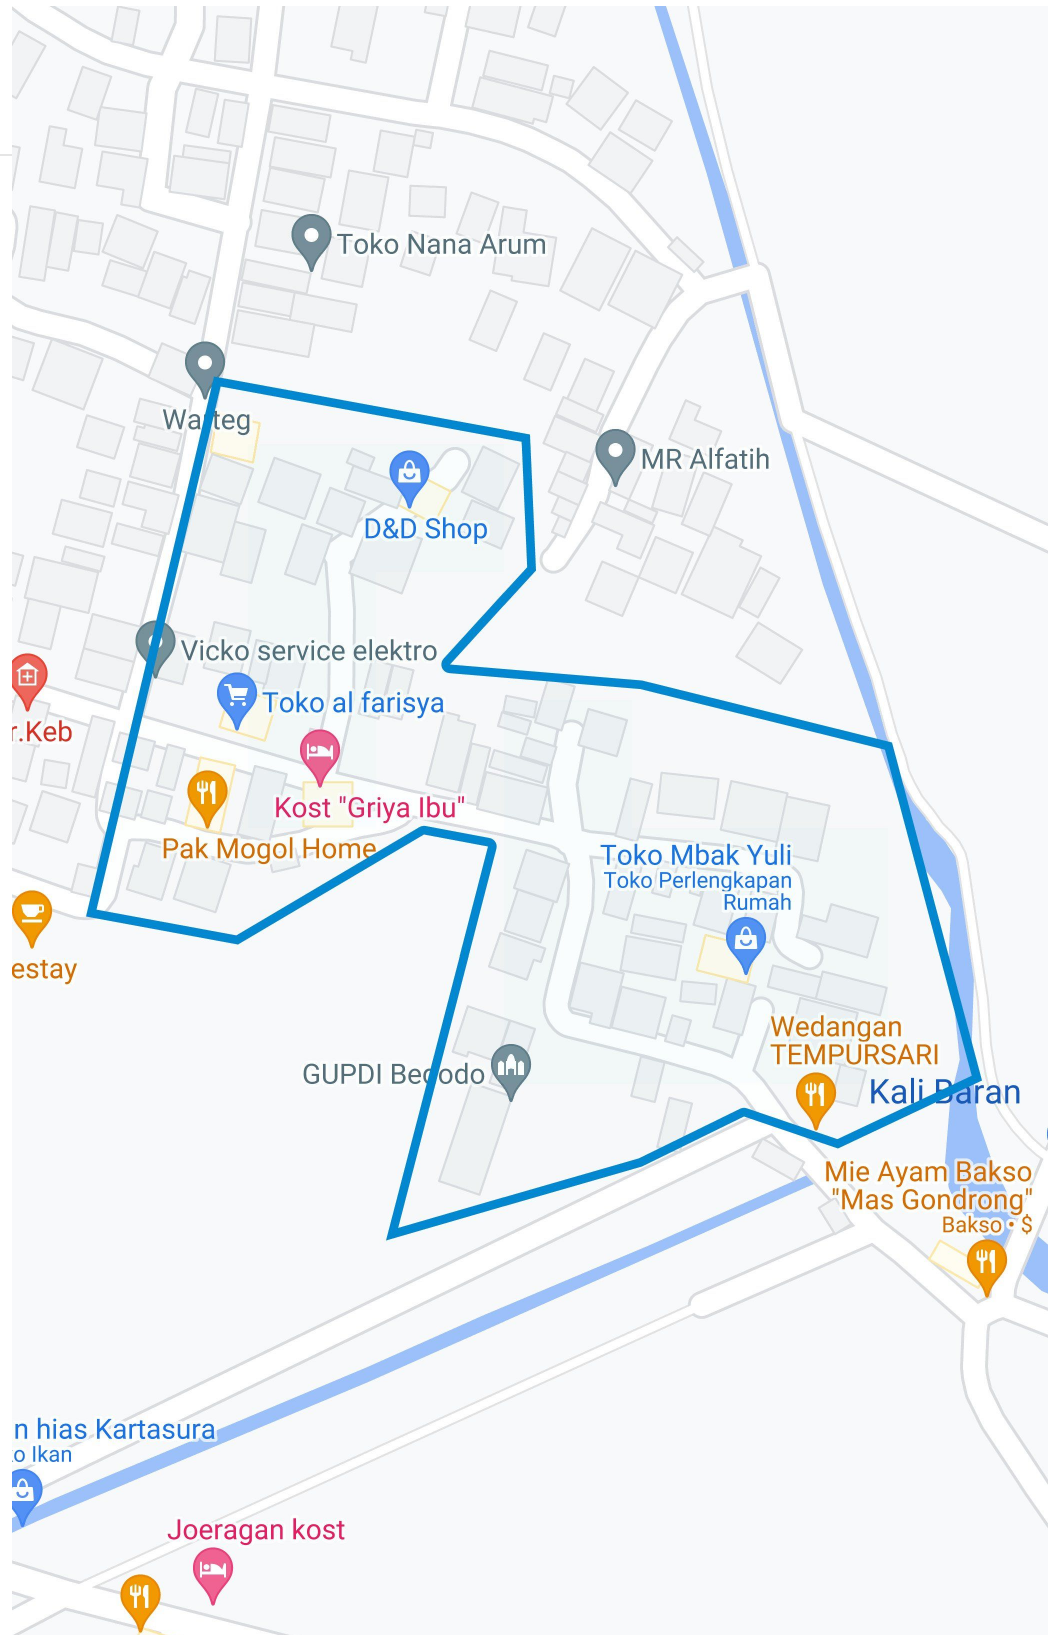 Toko Nana Arum
Warteg
MR Alfatih
D&D Shop
Vicko service elektro
Toko al farisya
r.Keb
Kost "Griya Ibu"
Pak Mogol Home
Toko Mbak Yuli
Toko Perlengkapan
Rumah
estay
Wedangan
TEMPURSARI
GUPDI Become
Kali Baran
Mie Ayam Bakso
"Mas Gondrong"
Bakso • $
n hias Kartasura
o Ikan
Joeragan kost